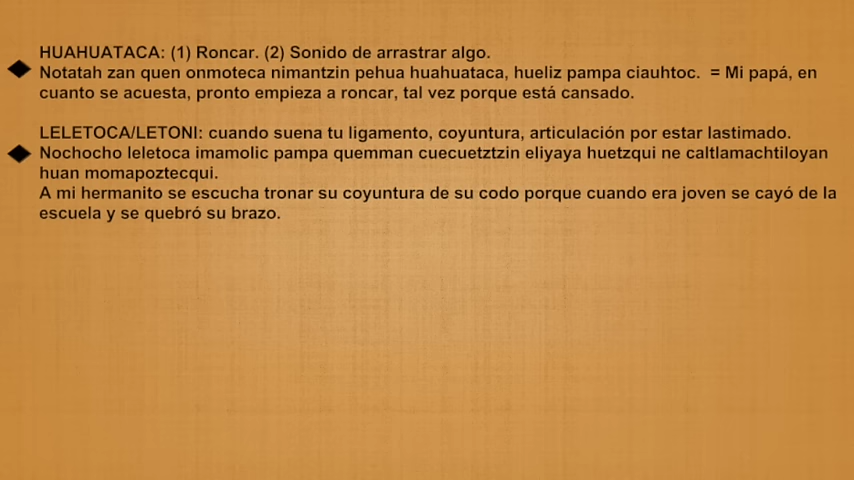 HUAHUATACA: (1) Roncar. (2) Sonido de arrastrar algo.
Notatah zan quen onmoteca nimantzin pehua huahuataca, hueliz pampa ciauhtoc.  = Mi papá, en
cuanto se acuesta, pronto empieza a roncar, tal vez porque está cansado.
LELETOCA/LETONI: cuando suena tu ligamento, coyuntura, articulación por estar lastimado.
Nochocho leletoca imamolic pampa quemman cuecuetztzin eliyaya huetzqui ne caltlamachtiloyan
huan momapoztecqui.
A mi hermanito se escucha tronar su coyuntura de su codo porque cuando era joven se cayó de la
escuela y se quebró su brazo.